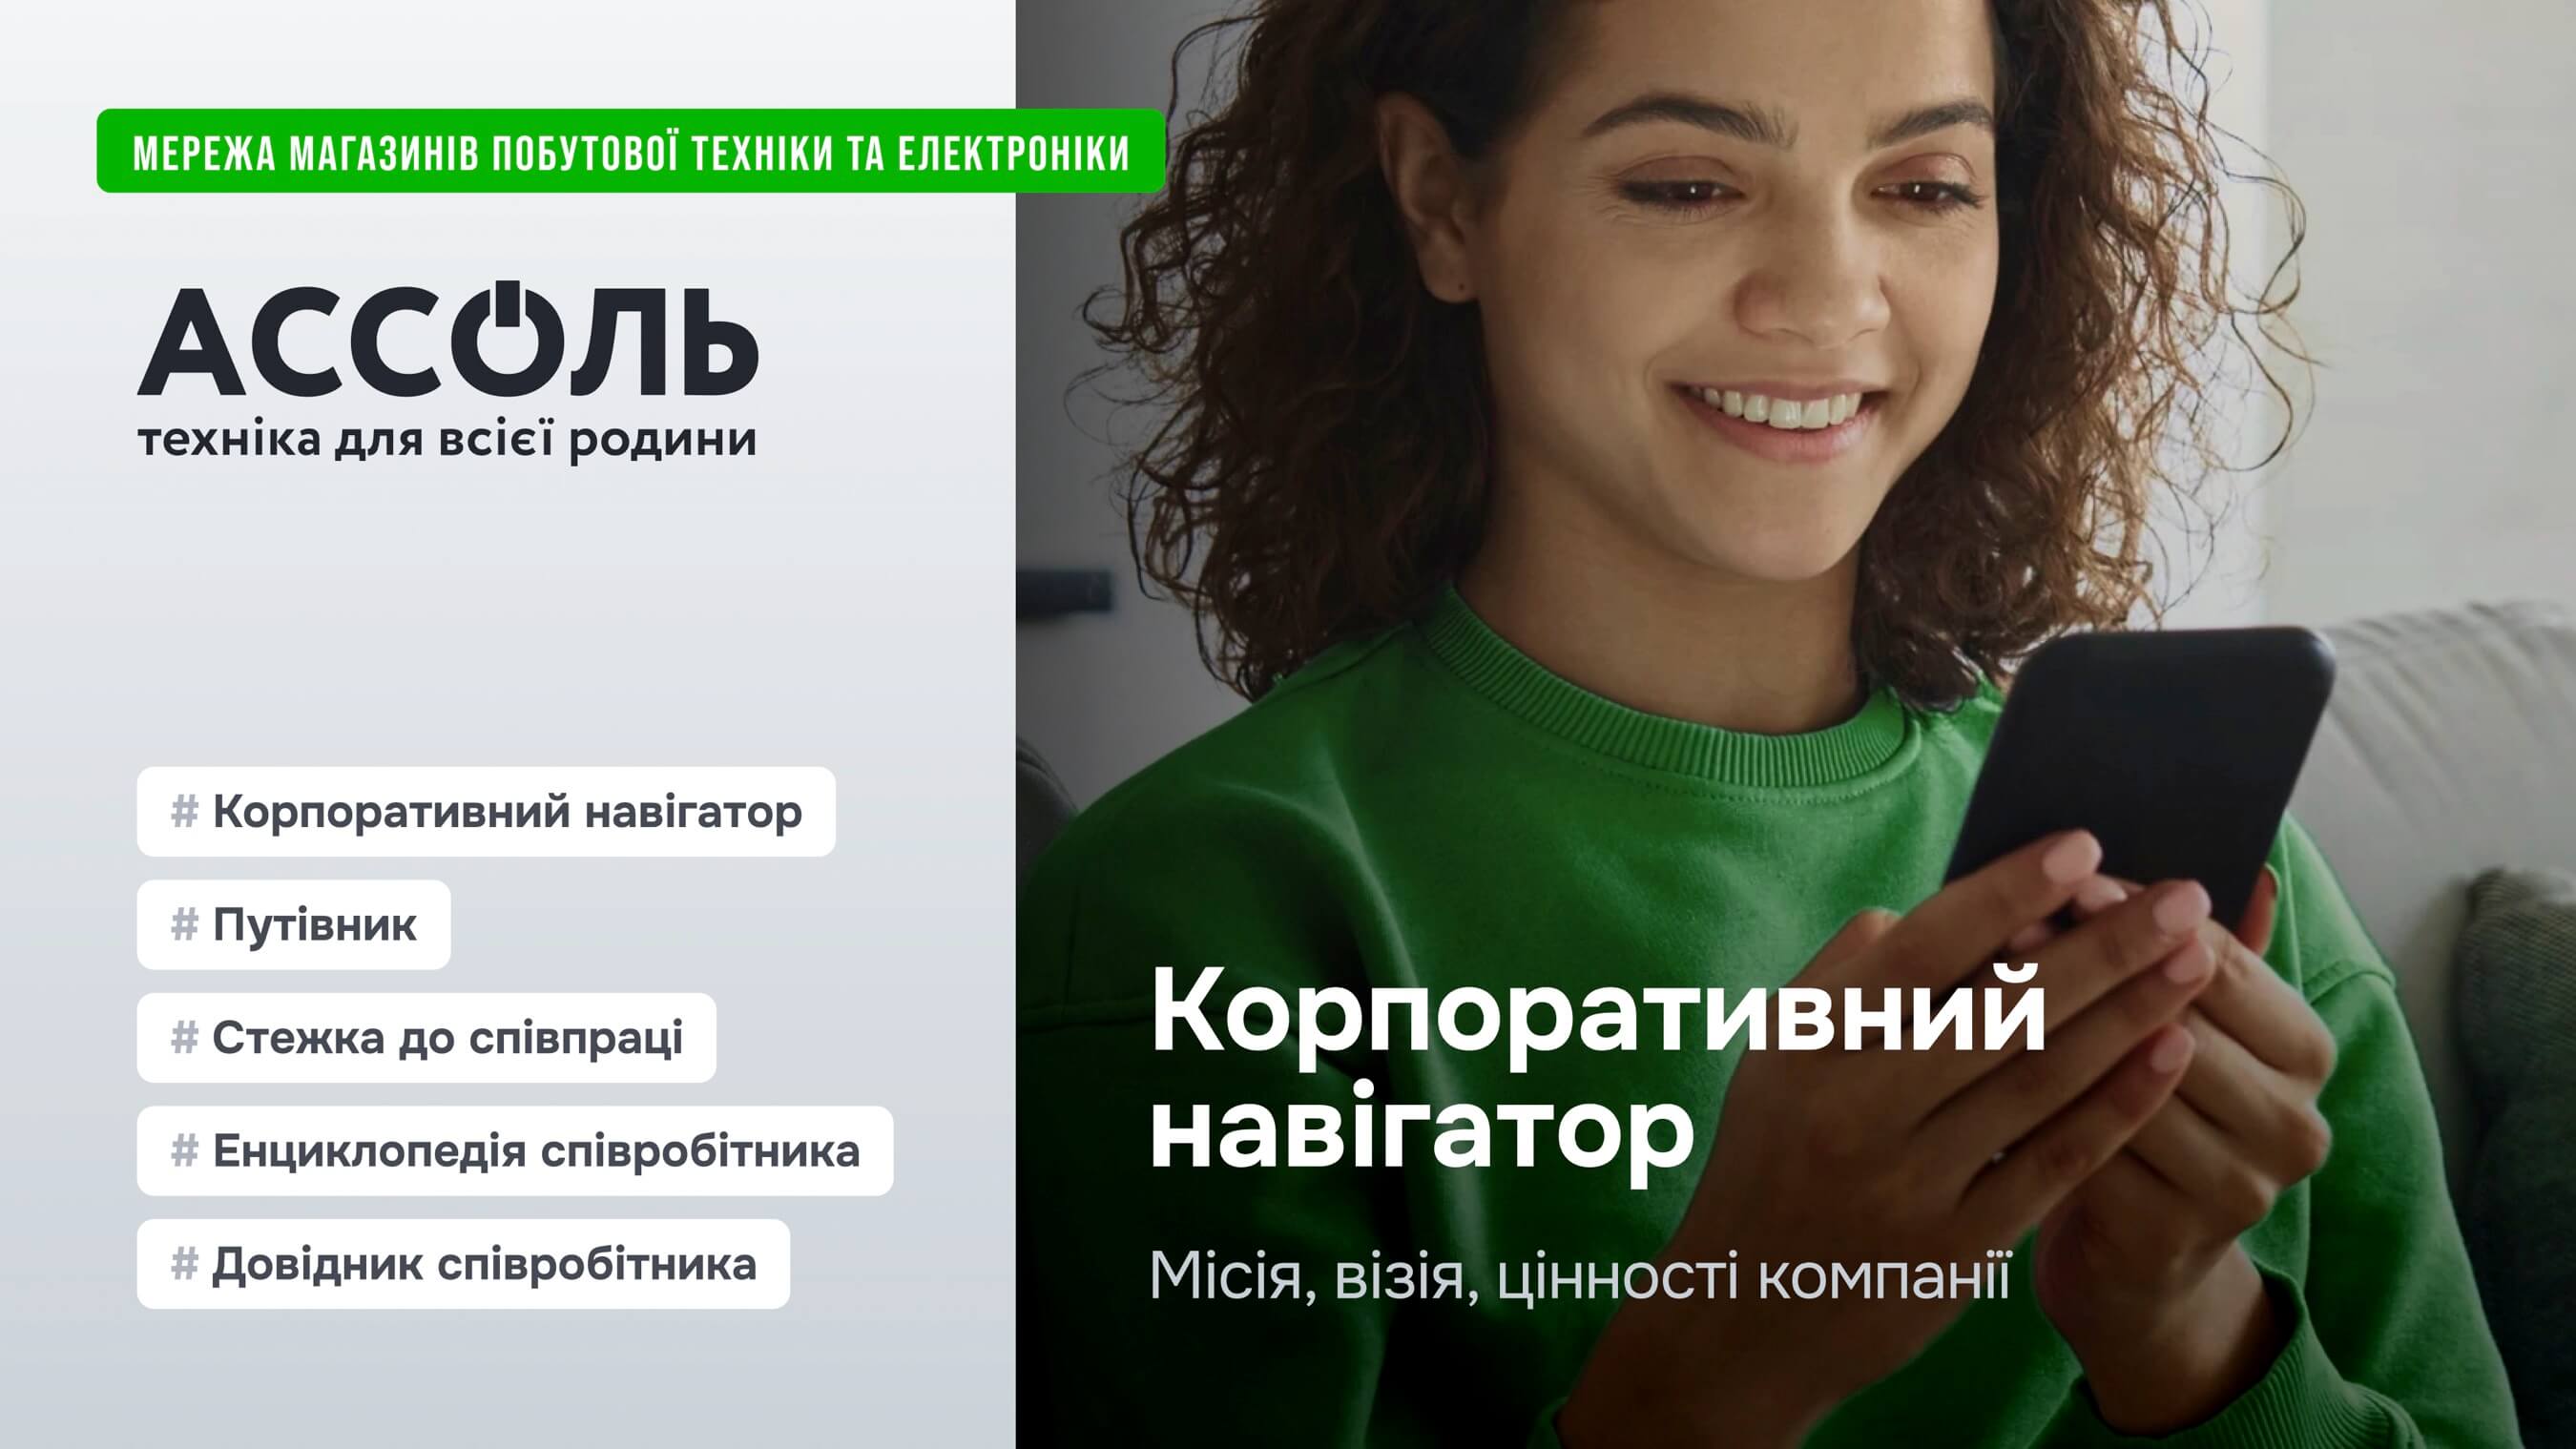 МЕРЕЖА МАГАЗИНІВ ПОБУТОВОЇ ТЕХНІКИ ТА ЕЛЕКТРОНІКИ
АССОЛЬ
техніка для всієї родини
# Корпоративний навігатор
# Путівник
# Стежка до співпраці
# Енциклопедія співробітника
# Довідник співробітника
Корпоративний
навігатор
Місія, візія, цінності компанії